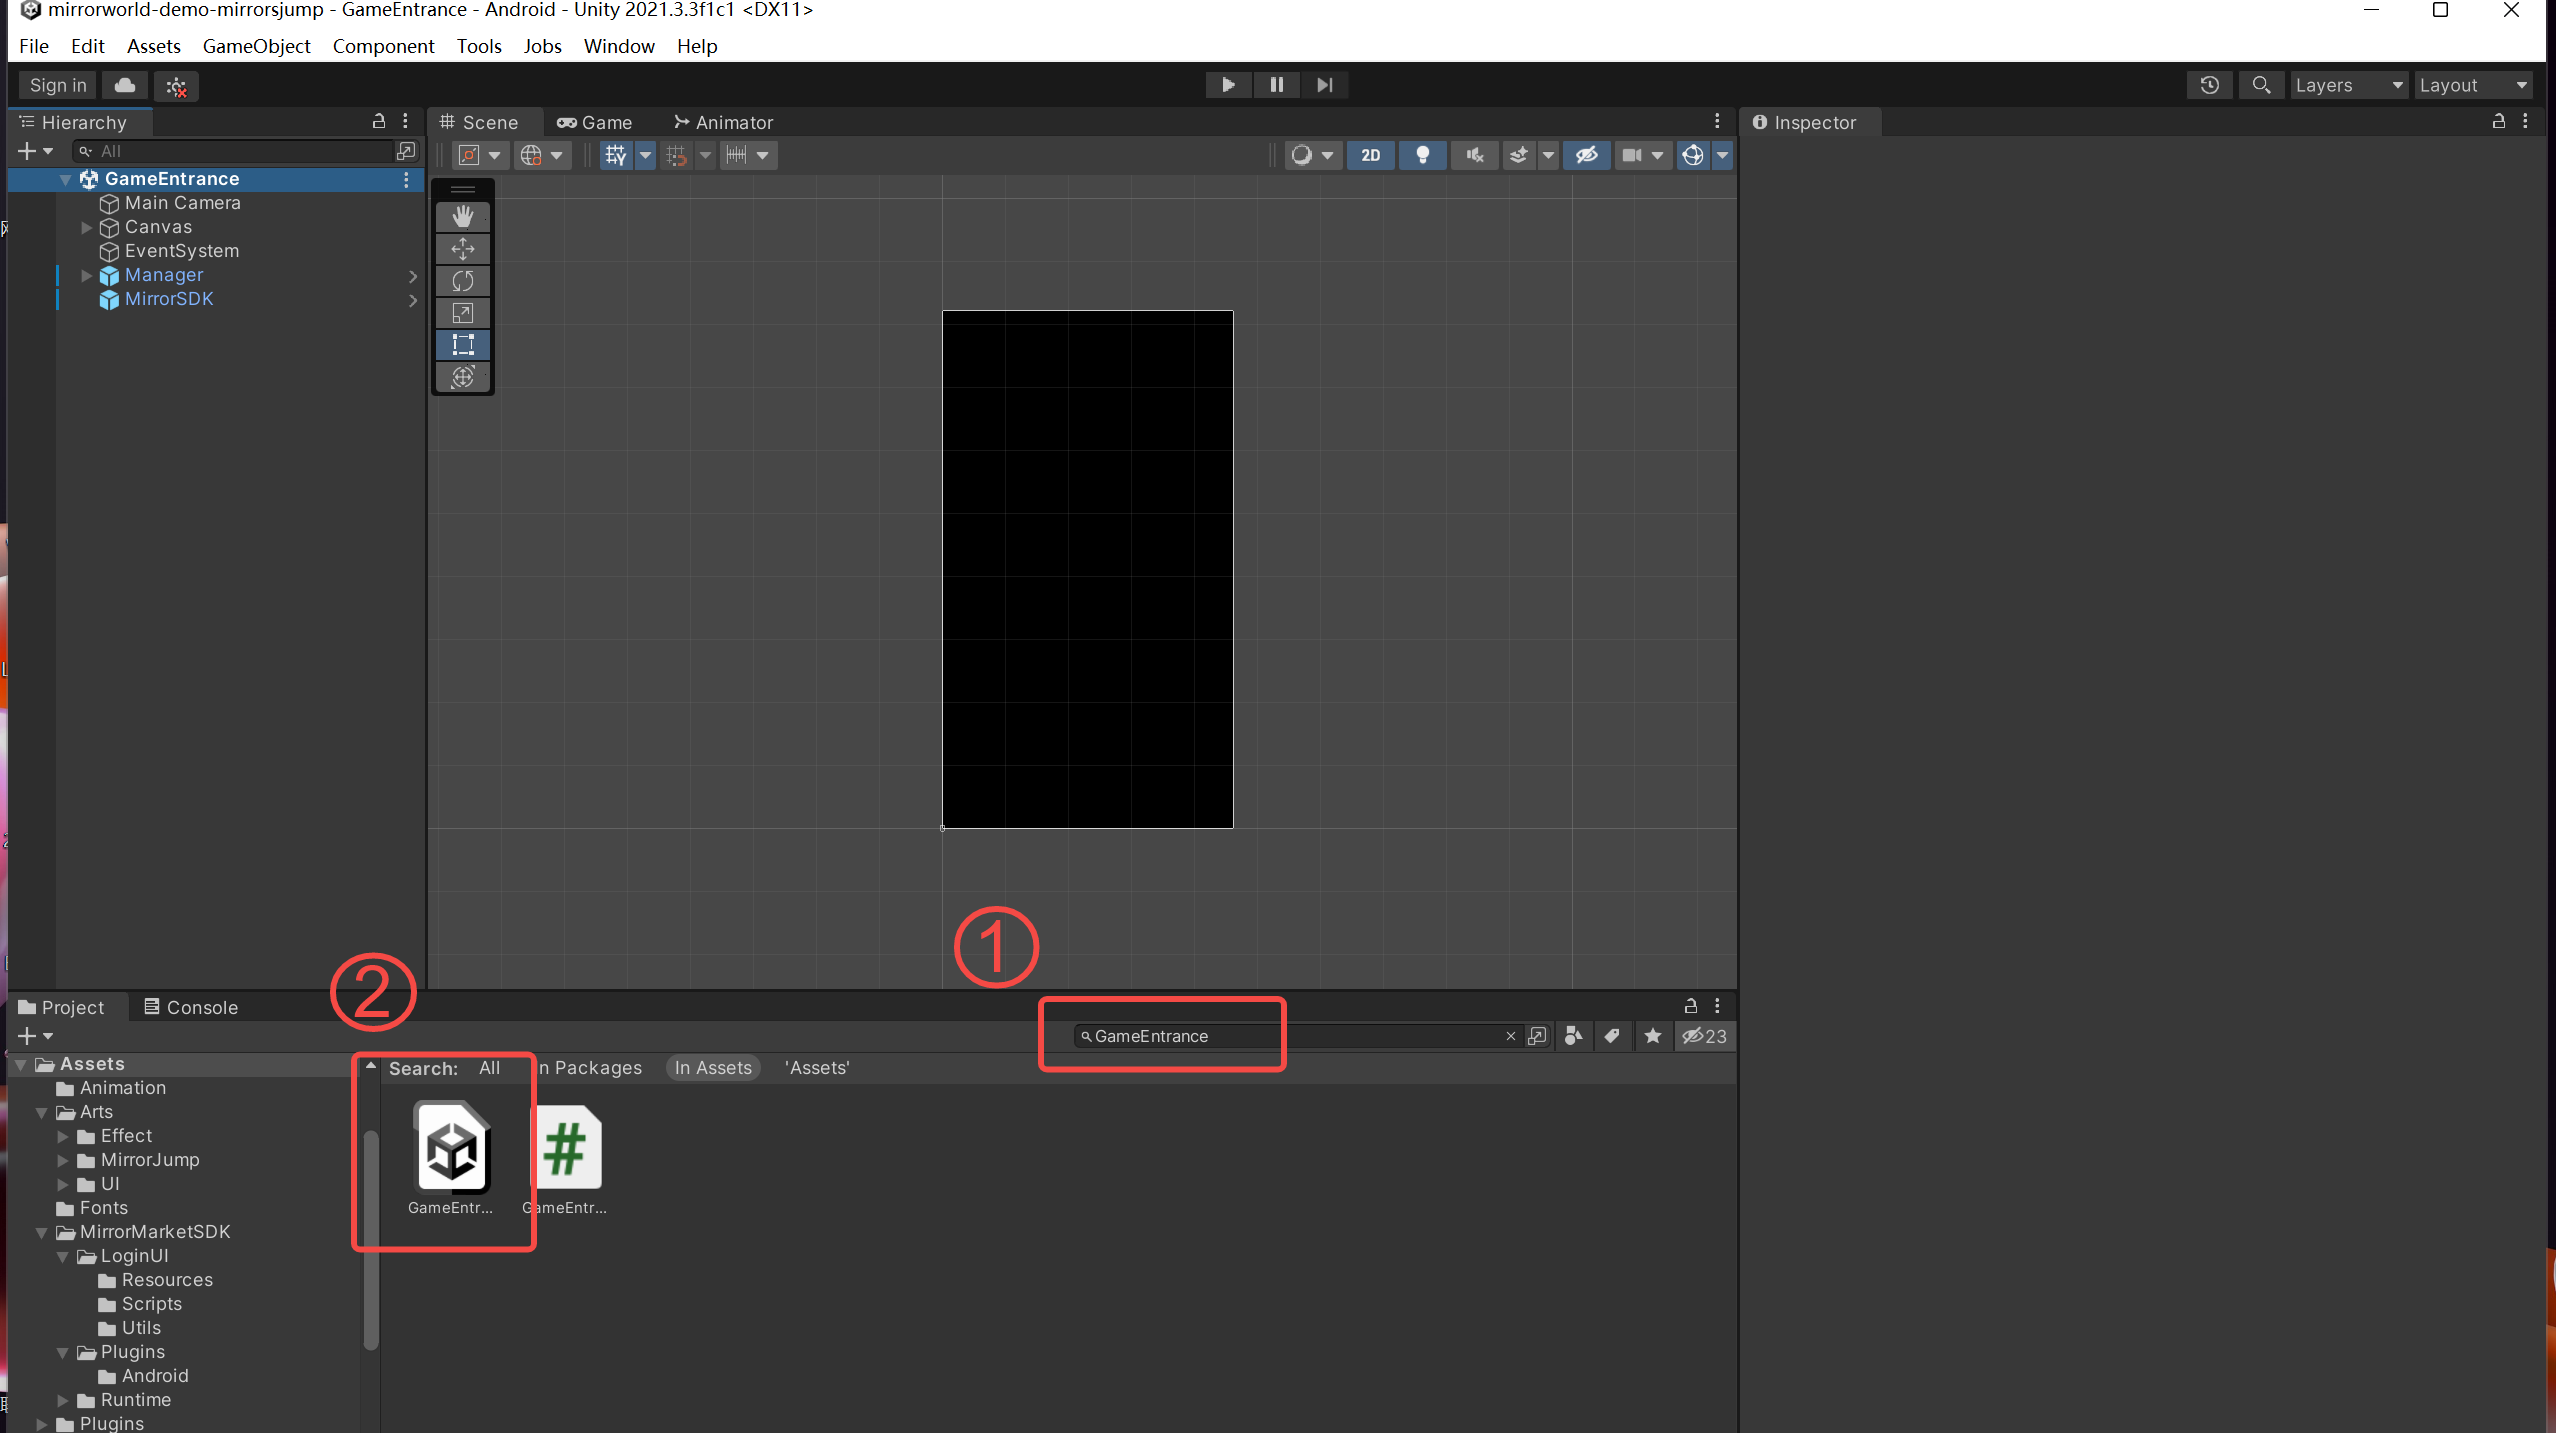 mirrorworld-demo-mirrorsjump - GameEntrance - Android - Unity 2021.3.3f1c1 <DX11>
File Edit Assets GameObject Component Tools Jobs Window Help
Sign in
Layers
Layout
Hierarchy
All
GameEntrance
Main Camera
Canvas
EventSystem
Manager
MirrorSDK
Scene
Game
Animator
2D
Inspector
①
②
Project
Console
GameEntrance
23
Assets
Animation
Arts
Effect
MirrorJump
UI
Fonts
MirrorMarketSDK
LoginUI
Resources
Scripts
Utils
Plugins
Android
Runtime
Plugins
Search: All In Packages In Assets 'Assets'
#
GameEntr...
GameEntr...